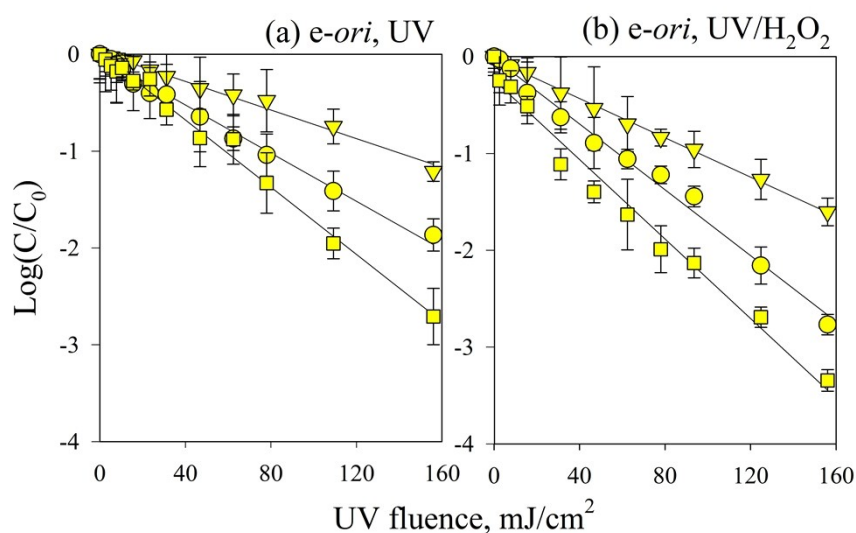 (a) e-ori, UV
(b) e-ori, UV/H₂O₂
Log(C/C₀)
0
-1
-2
-3
-4
0
-1
-2
-3
-4
0 40 80 120 160
0 40 80 120 160
UV fluence, mJ/cm²